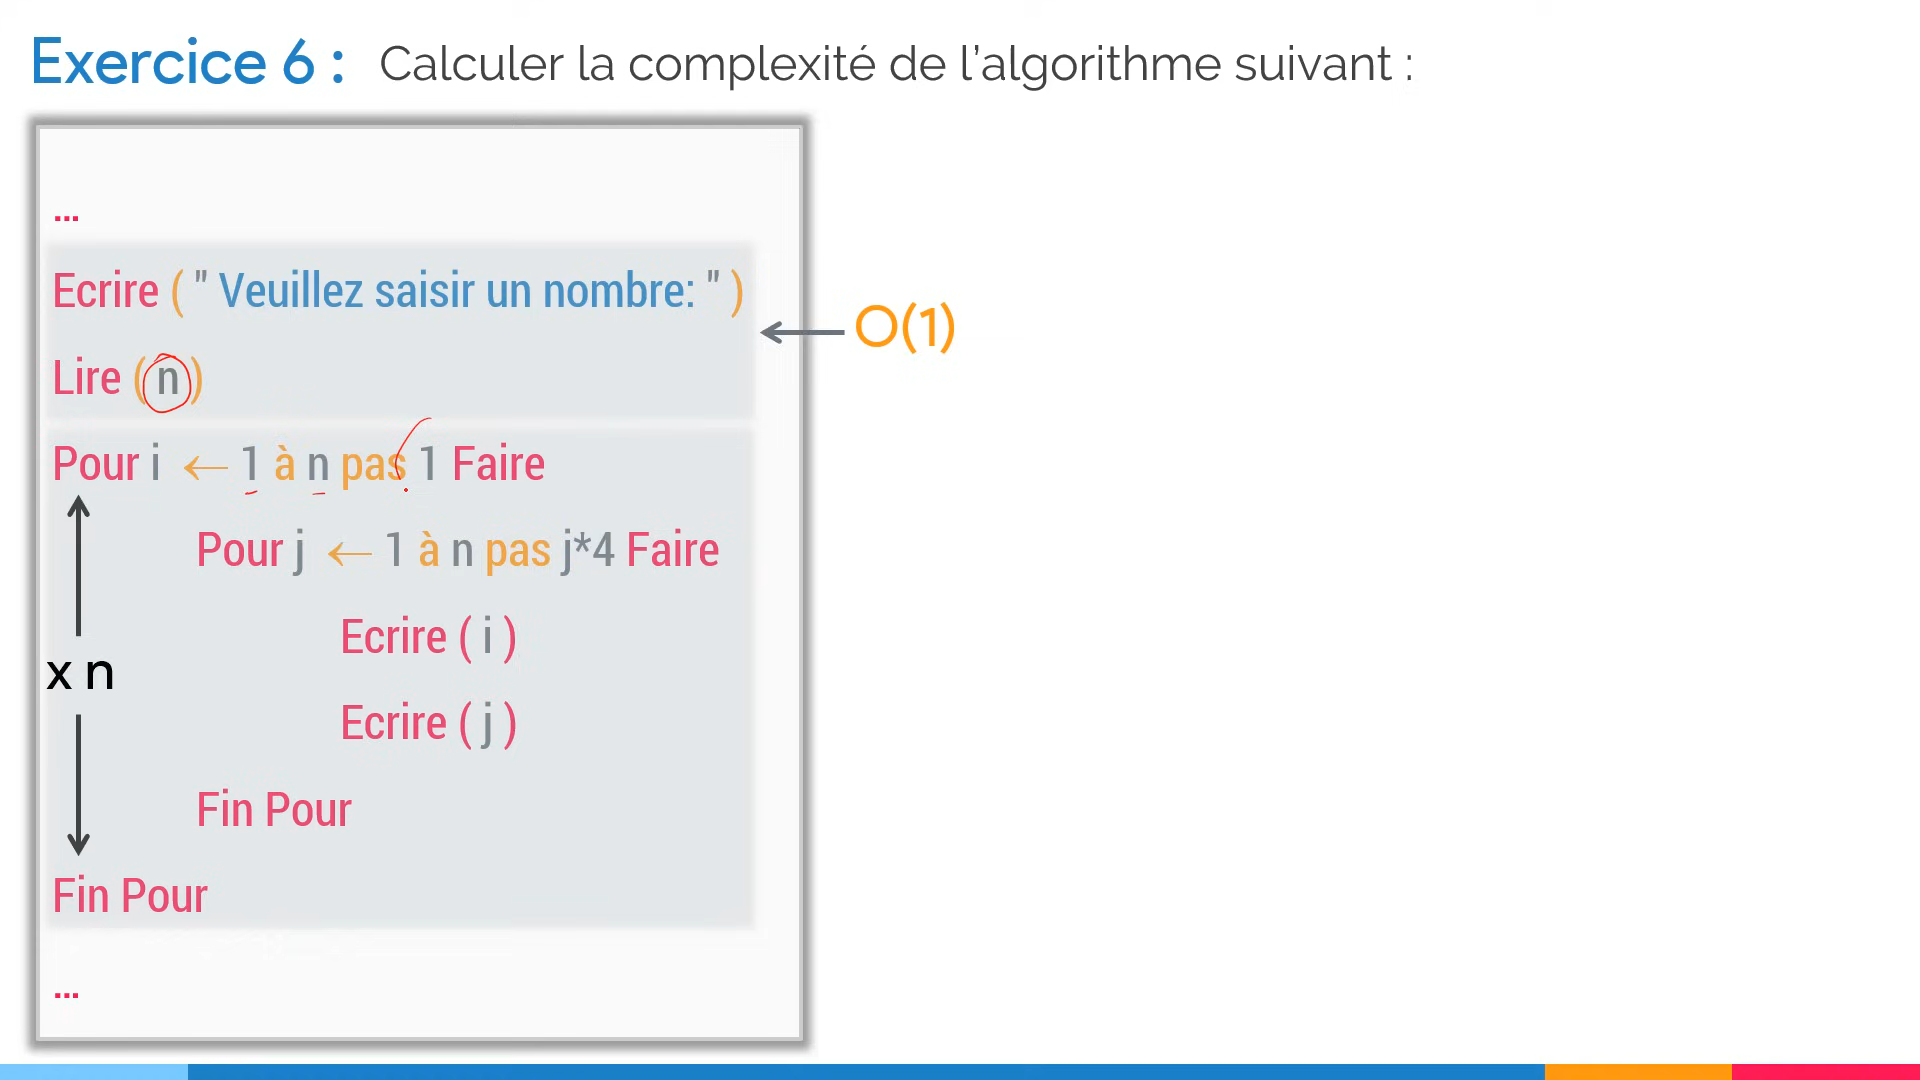 Exercice 6 : Calculer la complexité de l'algorithme suivant :
...
Ecrire ( " Veuillez saisir un nombre: " )
O(1)
Lire ( n )
Pour i ← 1 à n pas 1 Faire
Pour j ← 1 à n pas j*4 Faire
Ecrire ( i )
x n
Ecrire ( j )
Fin Pour
Fin Pour
...